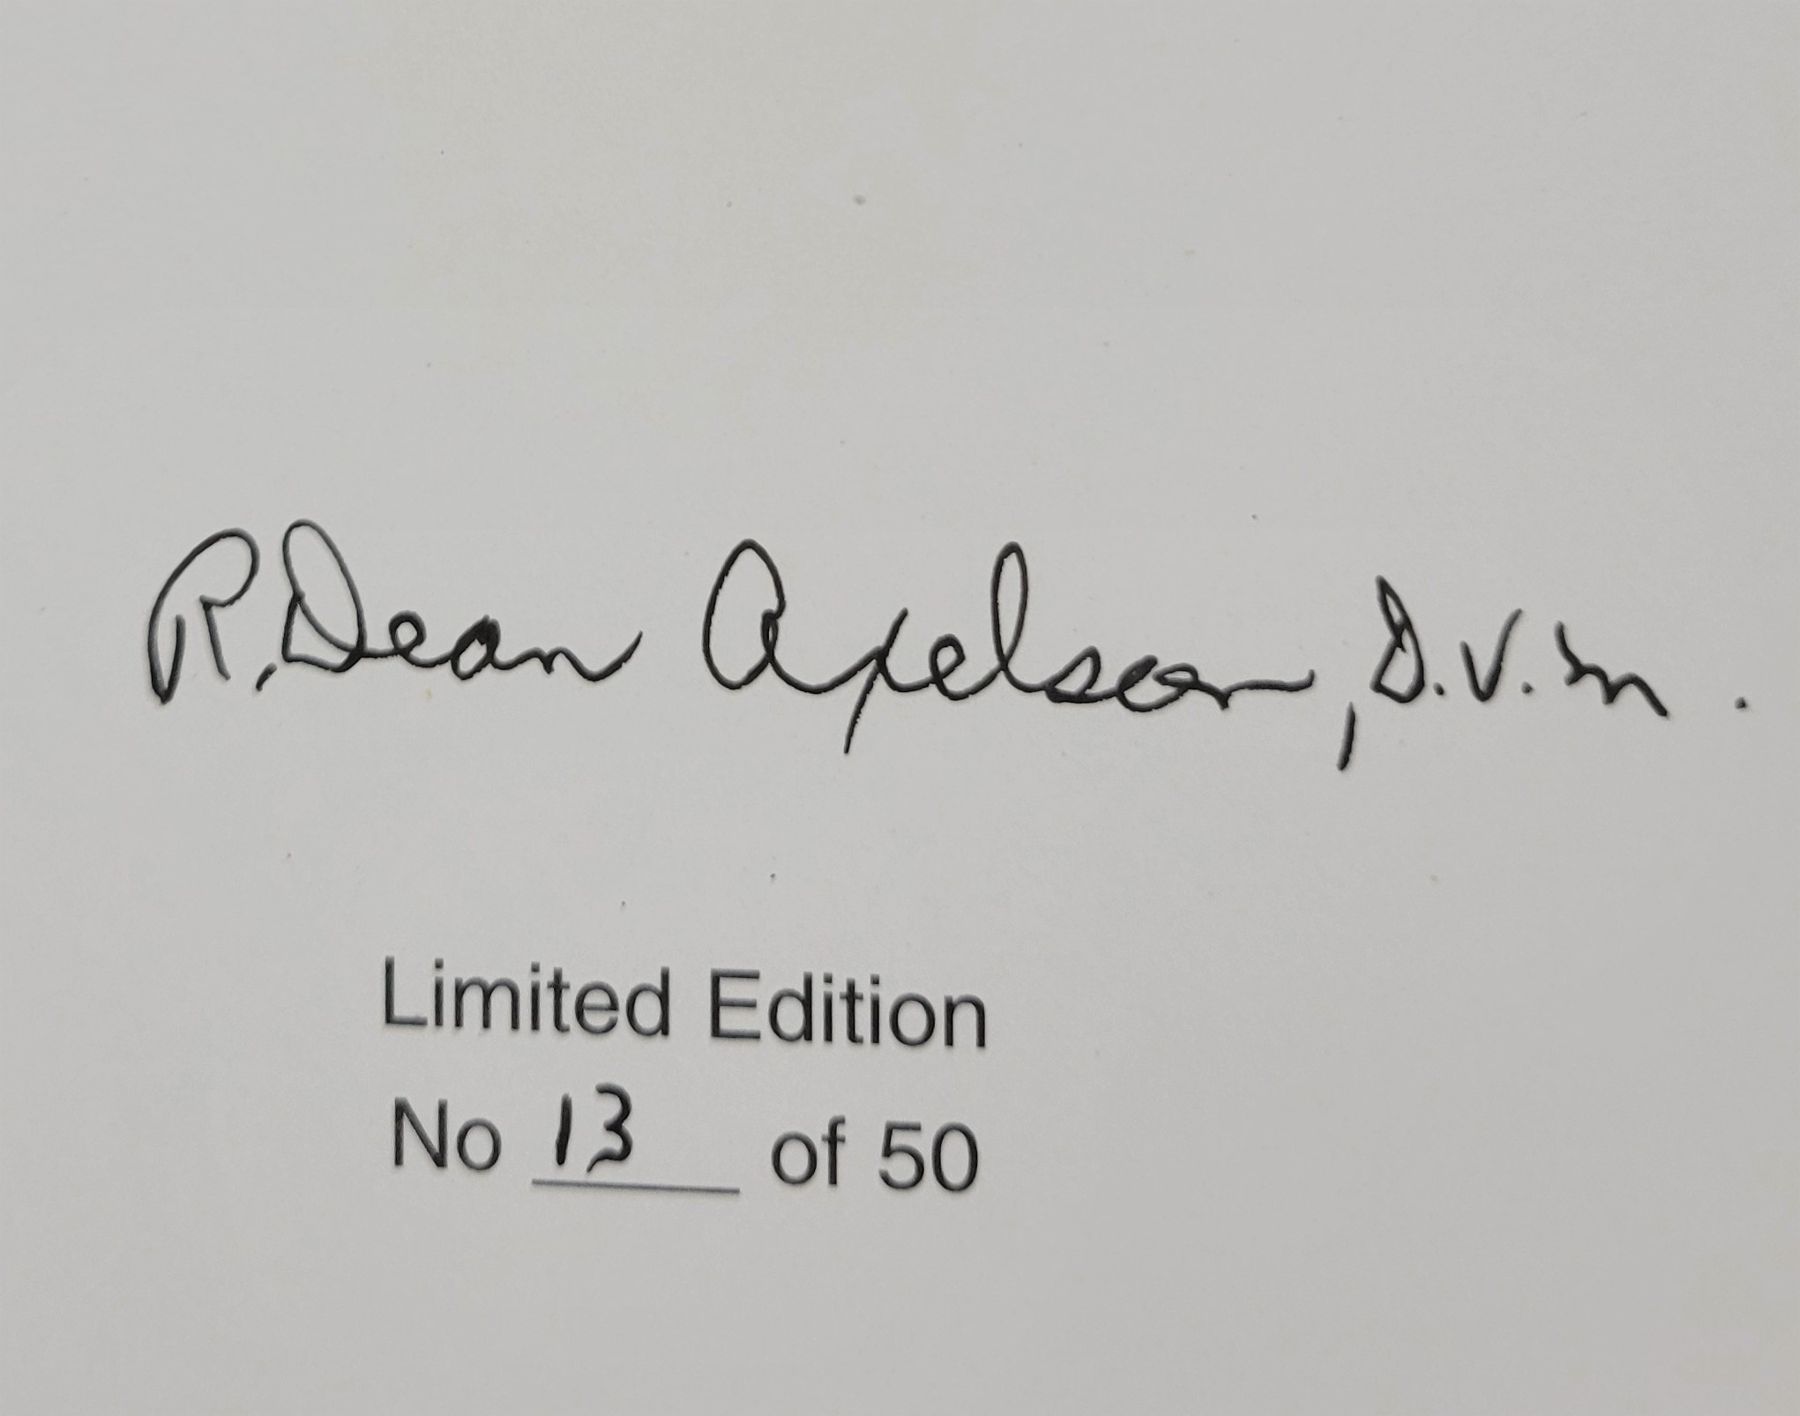 R. Dean Axelson, D.V.M.
Limited Edition
No 13 of 50